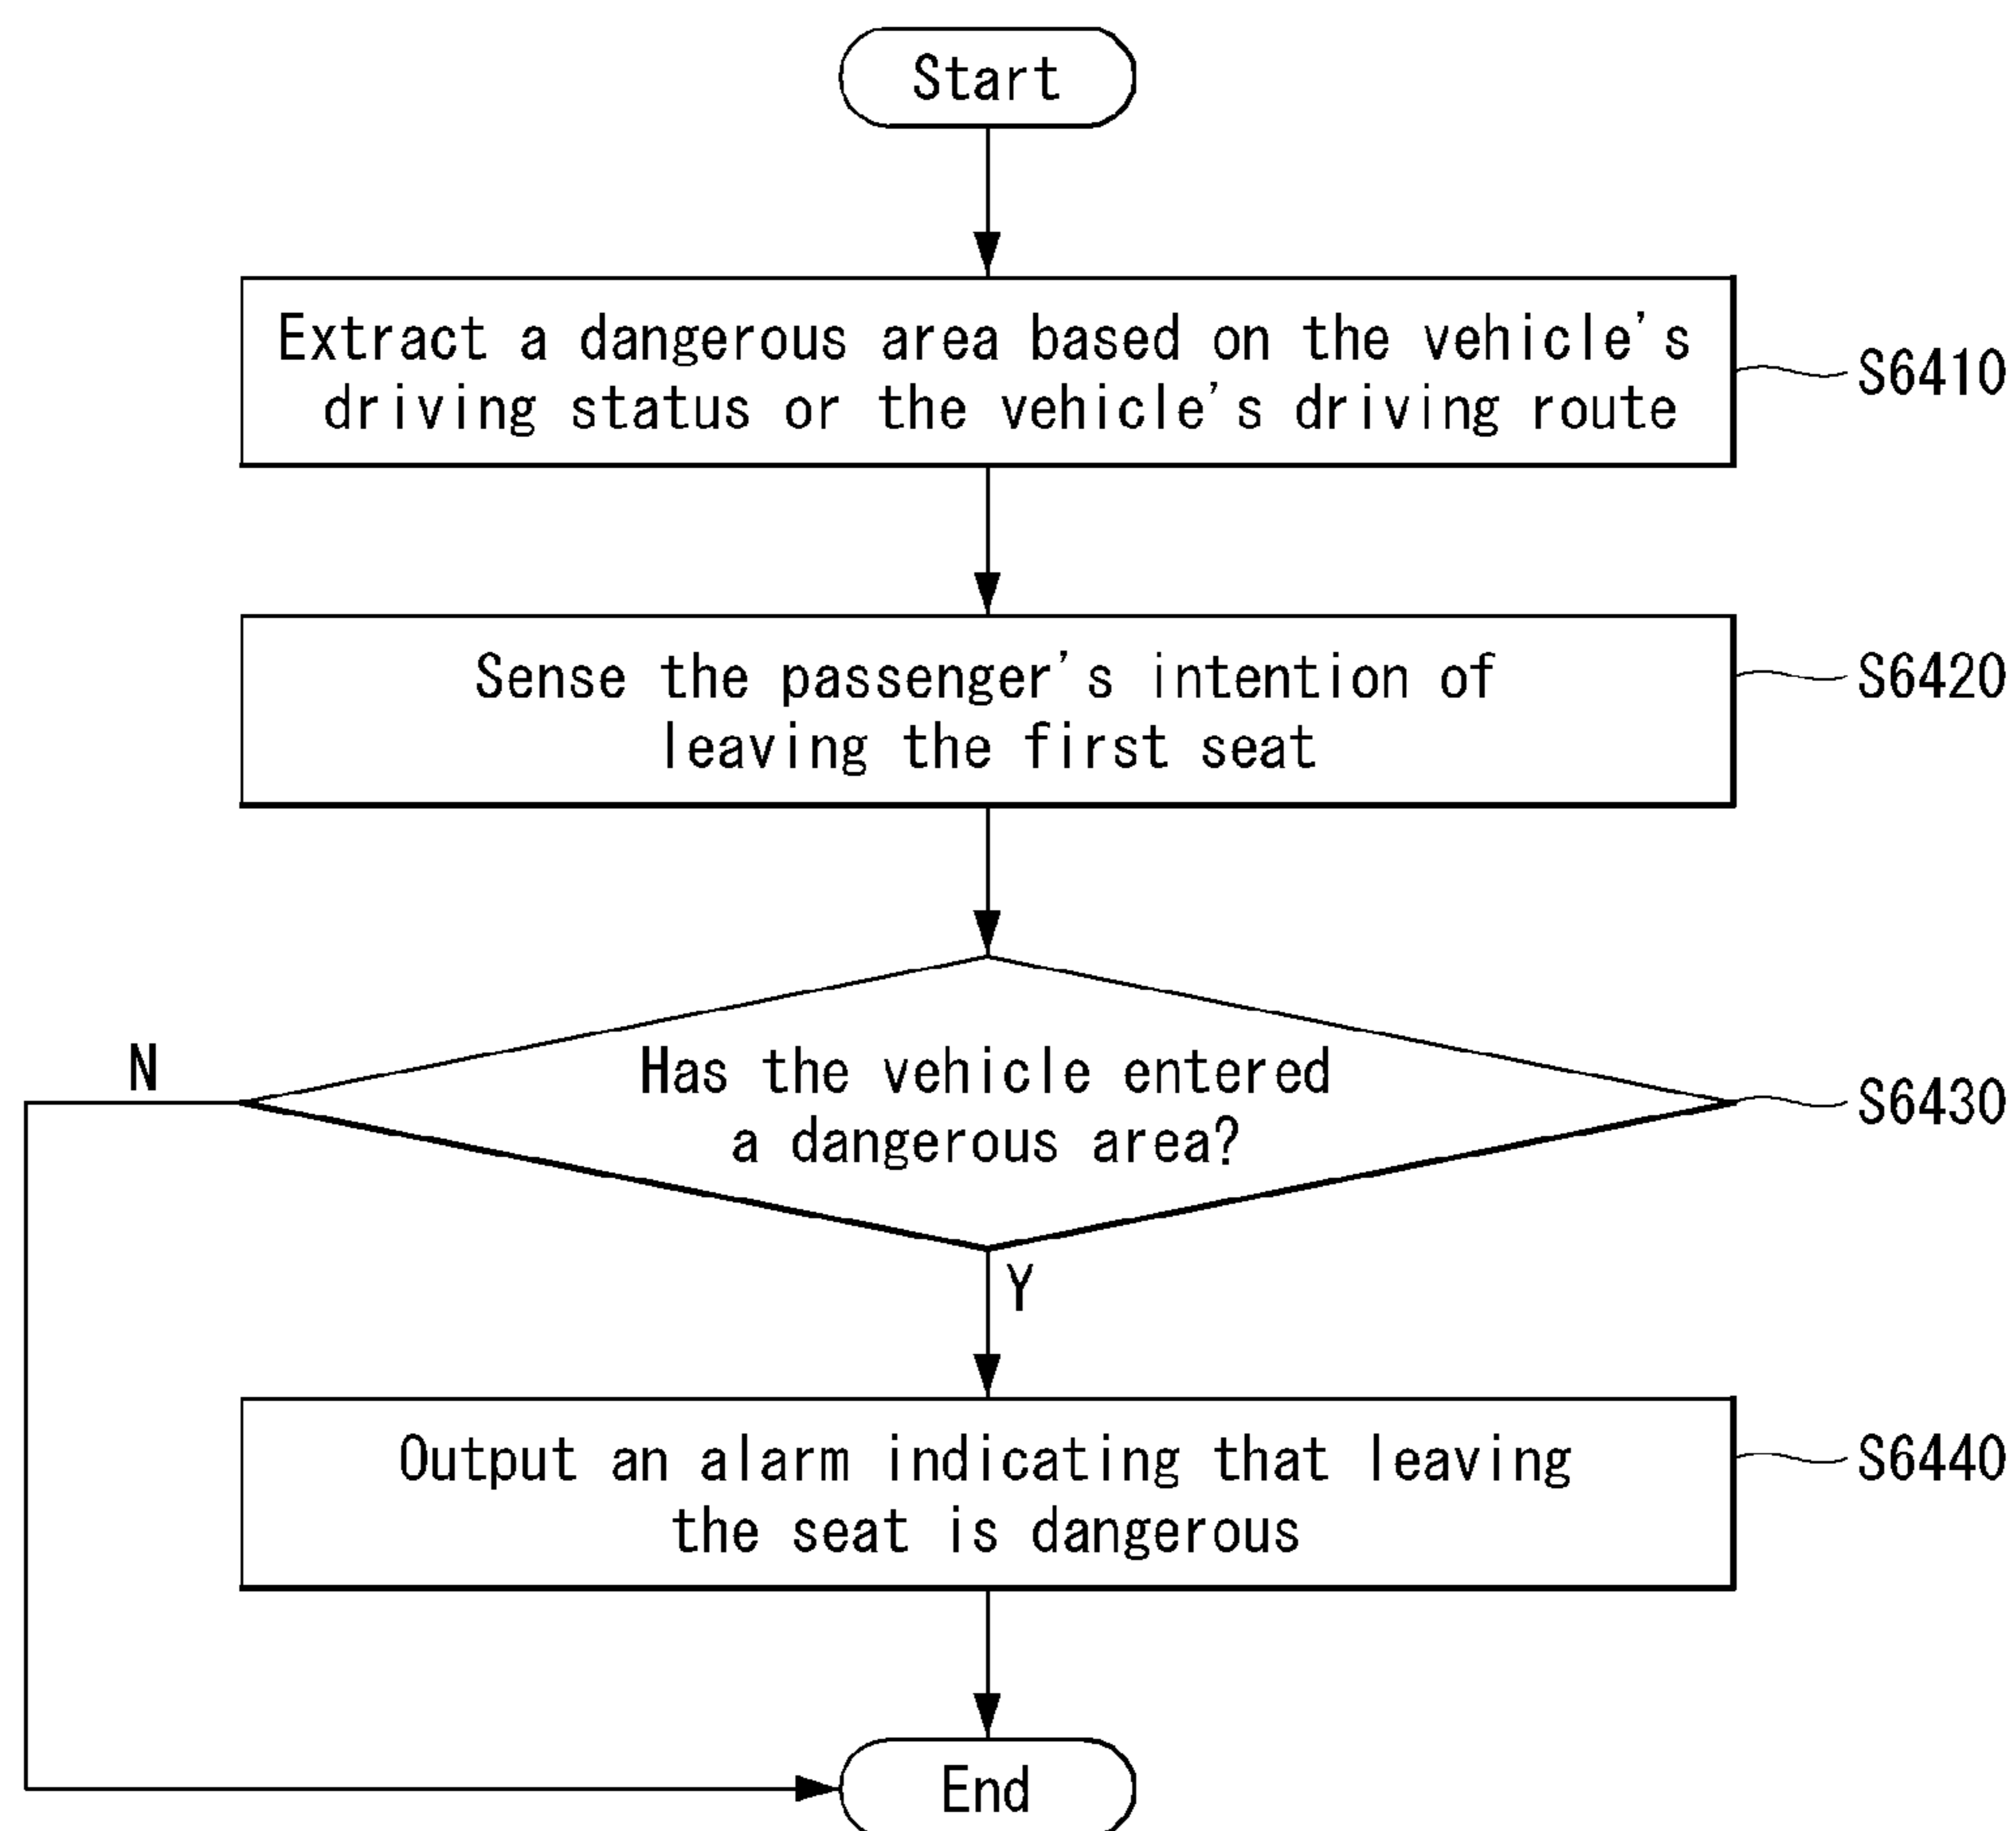 Start
Extract a dangerous area based on the vehicle's
driving status or the vehicle's driving route
S6410
Sense the passenger's intention of
leaving the first seat
S6420
Has the vehicle entered
a dangerous area?
S6430
N
Y
Output an alarm indicating that leaving
the seat is dangerous
S6440
End